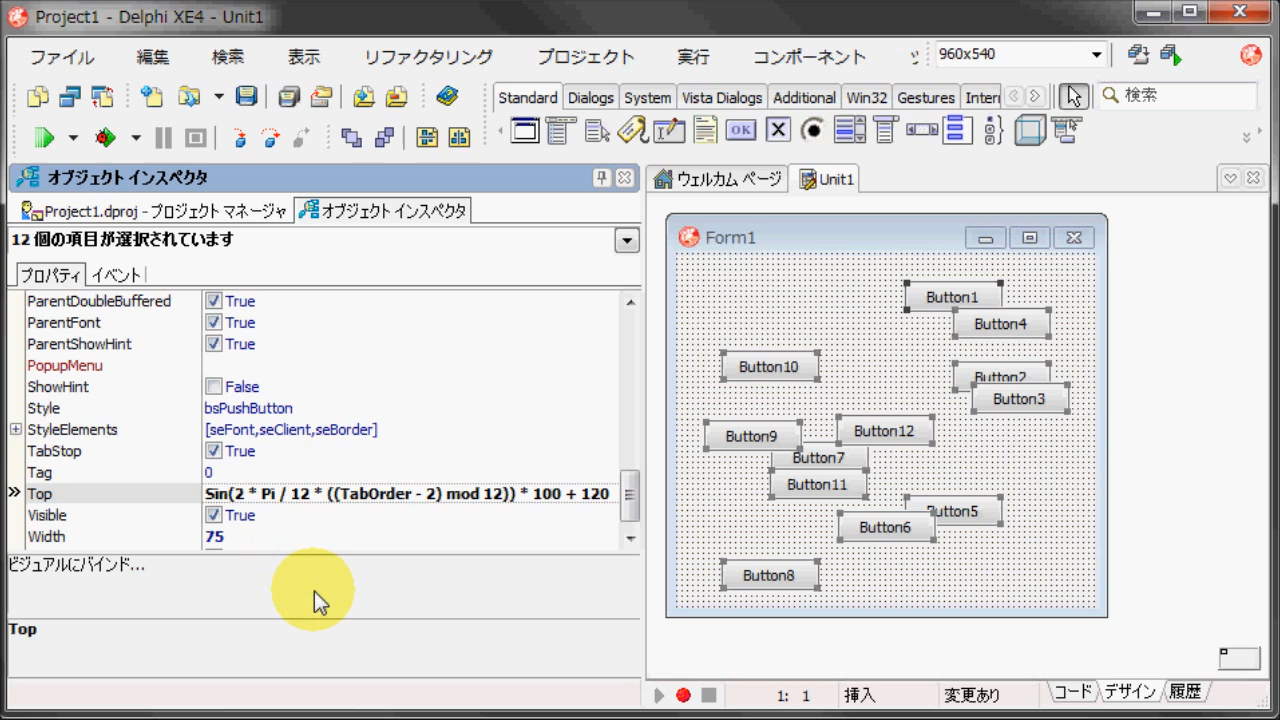 Project1 - Delphi XE4 - Unit1
ファイル 編集 検索 表示 リファクタリング プロジェクト 実行 コンポーネント 960x540
Standard Dialogs System Vista Dialogs Additional Win32 Gestures Intern 検索
OK
オブジェクト インスペクタ
Project1.dproj - プロジェクト マネージャ オブジェクト インスペクタ
12 個の項目が選択されています
プロパティ イベント
ParentDoubleBuffered True
ParentFont True
ParentShowHint True
PopupMenu
ShowHint False
Style bsPushButton
StyleElements [seFont,seClient,seBorder]
TabStop True
Tag 0
Top Sin(2 * Pi / 12 * ((TabOrder - 2) mod 12)) * 100 + 120
Visible True
Width 75
ビジュアルにバインド...
Top
ウェルカム ページ Unit1
Form1
Button1
Button4
Button10
Button2
Button3
Button9
Button12
Button7
Button11
Button5
Button6
Button8
1: 1 挿入 変更あり コード デザイン 履歴